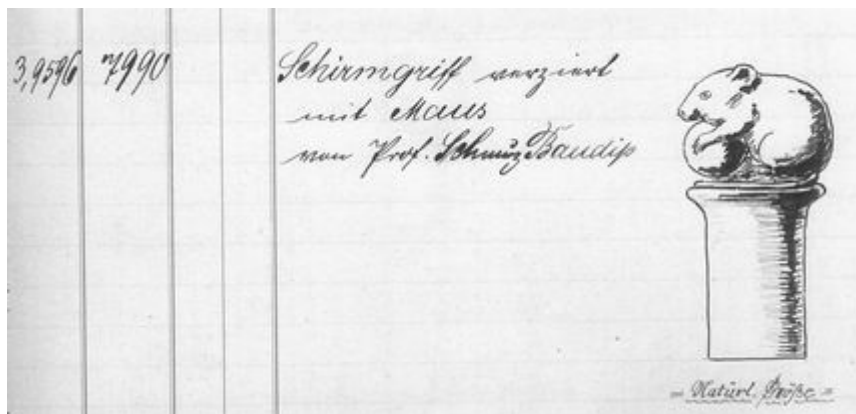 3,9596 7990 Schirmgriff verziert
mit Maus
von Prof. Schmuz Baudiß
= Natürl. Größe =